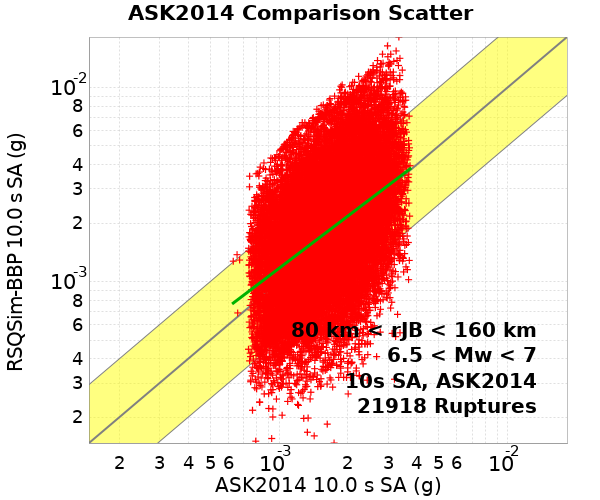 ASK2014 Comparison Scatter
RSQSim-BBP 10.0 s SA (g)
10-2
8
6
4
3
2
10-3
8
6
4
3
2
80 km < rJB < 160 km
6.5 < Mw < 7
10s SA, ASK2014
21918 Ruptures
2 3 4 5 6 10-3 2 3 4 5 6 10-2
ASK2014 10.0 s SA (g)